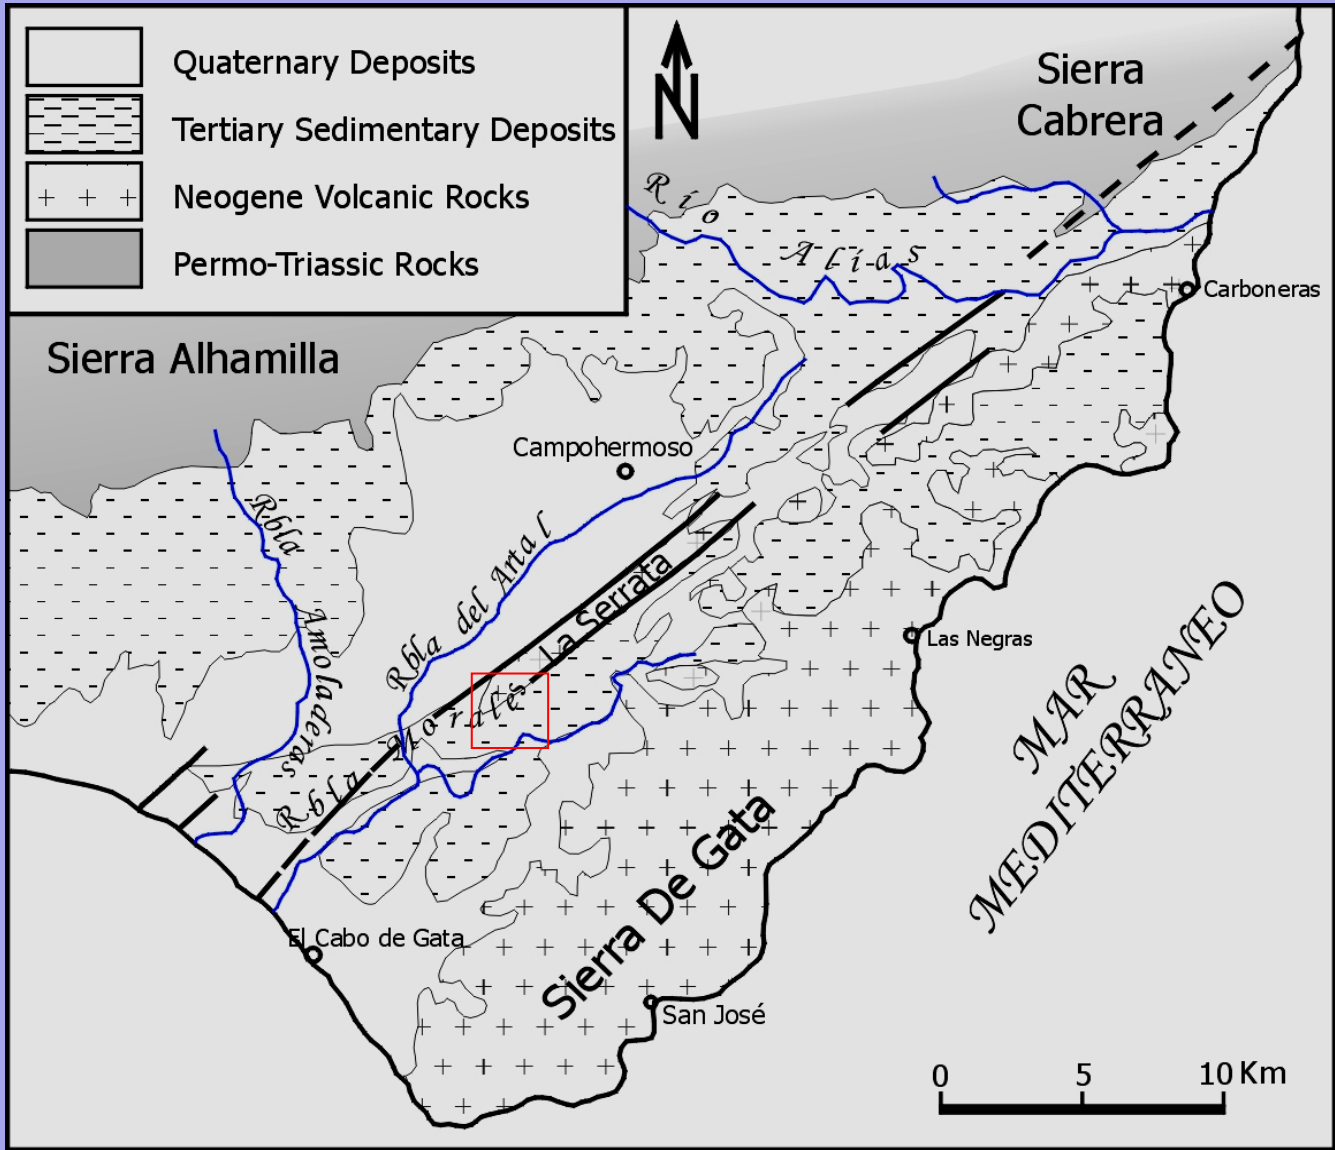 Quaternary Deposits
Tertiary Sedimentary Deposits
Neogene Volcanic Rocks
Permo-Triassic Rocks
N
Sierra
Cabrera
Río
Alías
Carboneras
Sierra Alhamilla
Campohermoso
Rbla
Amoladeras
Rbla del Artal
La Serrata
Las Negras
Rbla Morales
MAR
MEDITERRANEO
Sierra De Gata
El Cabo de Gata
San José
0 5 10 Km